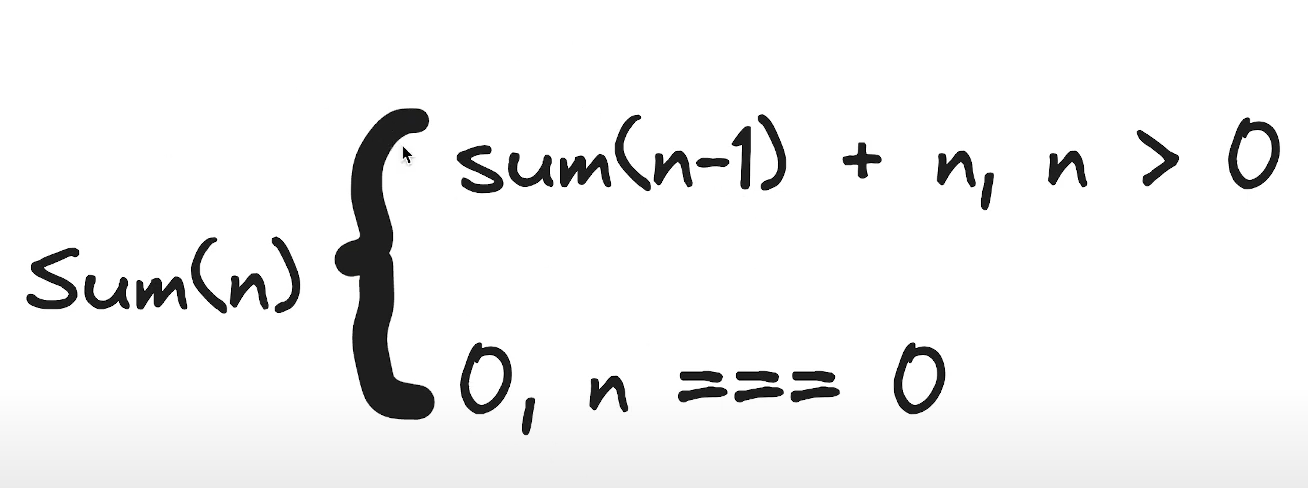 sum(n-1) + n, n > 0
Sum(n)
0, n === 0